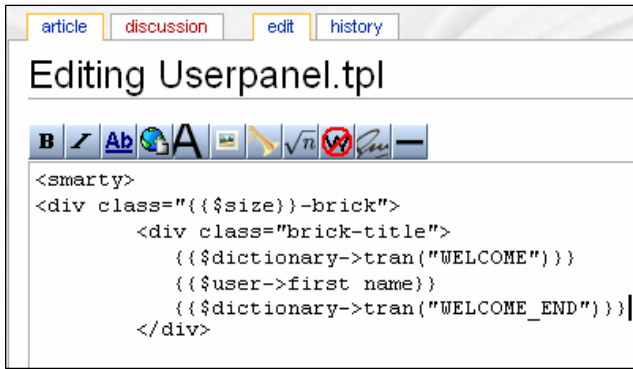 article discussion edit history
Editing Userpanel.tpl
B I Ab A √n W
<smarty>
<div class="{{$size}}-brick">
<div class="brick-title">
{{$dictionary->tran("WELCOME")}}
{{$user->first name}}
{{$dictionary->tran("WELCOME_END")}}
</div>